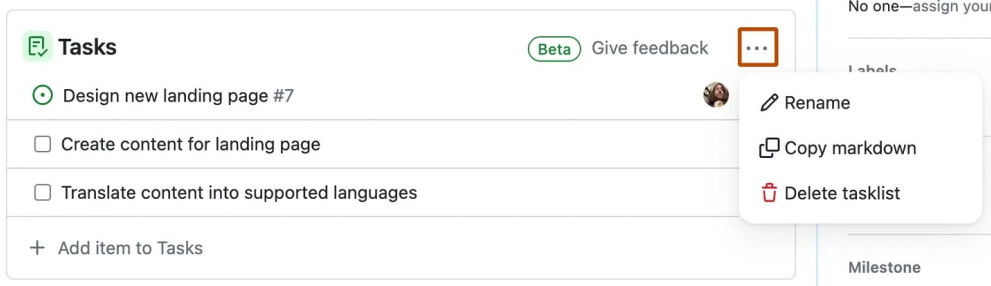 No one—assign your
Tasks
Beta Give feedback
Labels
Design new landing page #7
Rename
Create content for landing page
Copy markdown
Translate content into supported languages
Delete tasklist
Add item to Tasks
Milestone